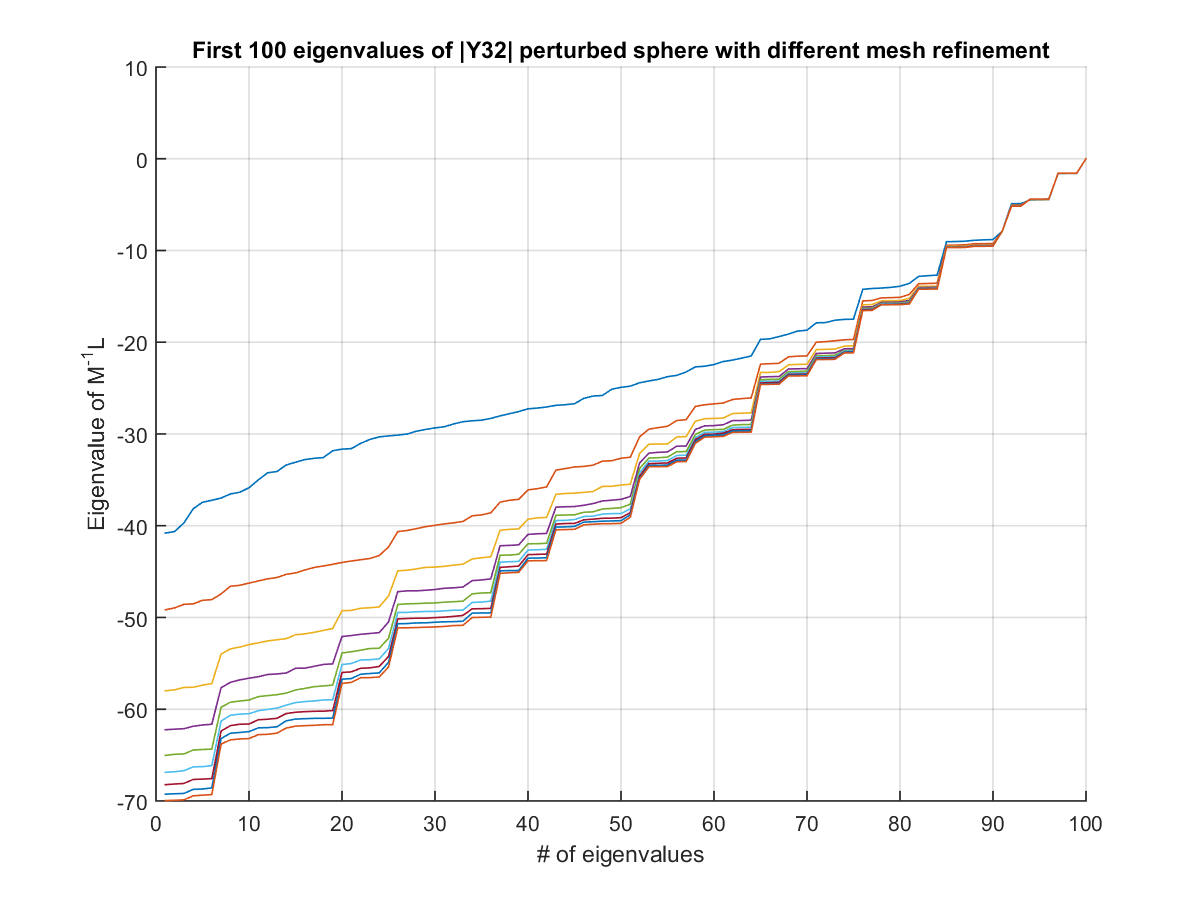 First 100 eigenvalues of |Y32| perturbed sphere with different mesh refinement
10
0
-10
-20
-30
-40
-50
-60
-70
Eigenvalue of M⁻¹L
0 10 20 30 40 50 60 70 80 90 100
# of eigenvalues